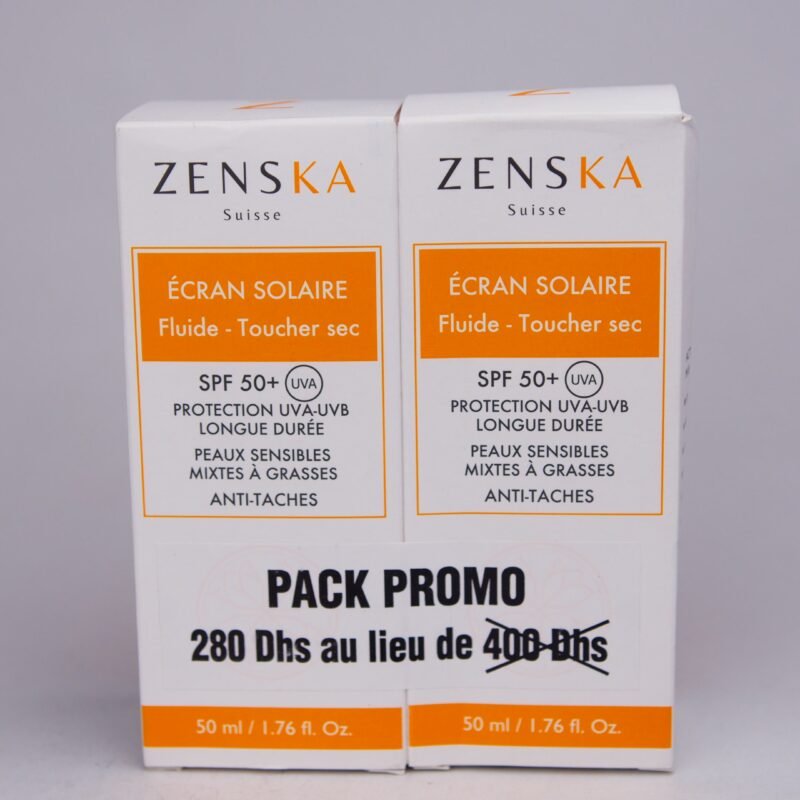 ZENSKA
Suisse
ÉCRAN SOLAIRE
Fluide - Toucher sec
SPF 50+ UVA
PROTECTION UVA-UVB
LONGUE DURÉE
PEAUX SENSIBLES
MIXTES À GRASSES
ANTI-TACHES
ZENSKA
Suisse
ÉCRAN SOLAIRE
Fluide - Toucher sec
SPF 50+ UVA
PROTECTION UVA-UVB
LONGUE DURÉE
PEAUX SENSIBLES
MIXTES À GRASSES
ANTI-TACHES
PACK PROMO
280 Dhs au lieu de 400 Dhs
50 ml / 1.76 fl. Oz.
50 ml / 1.76 fl. Oz.